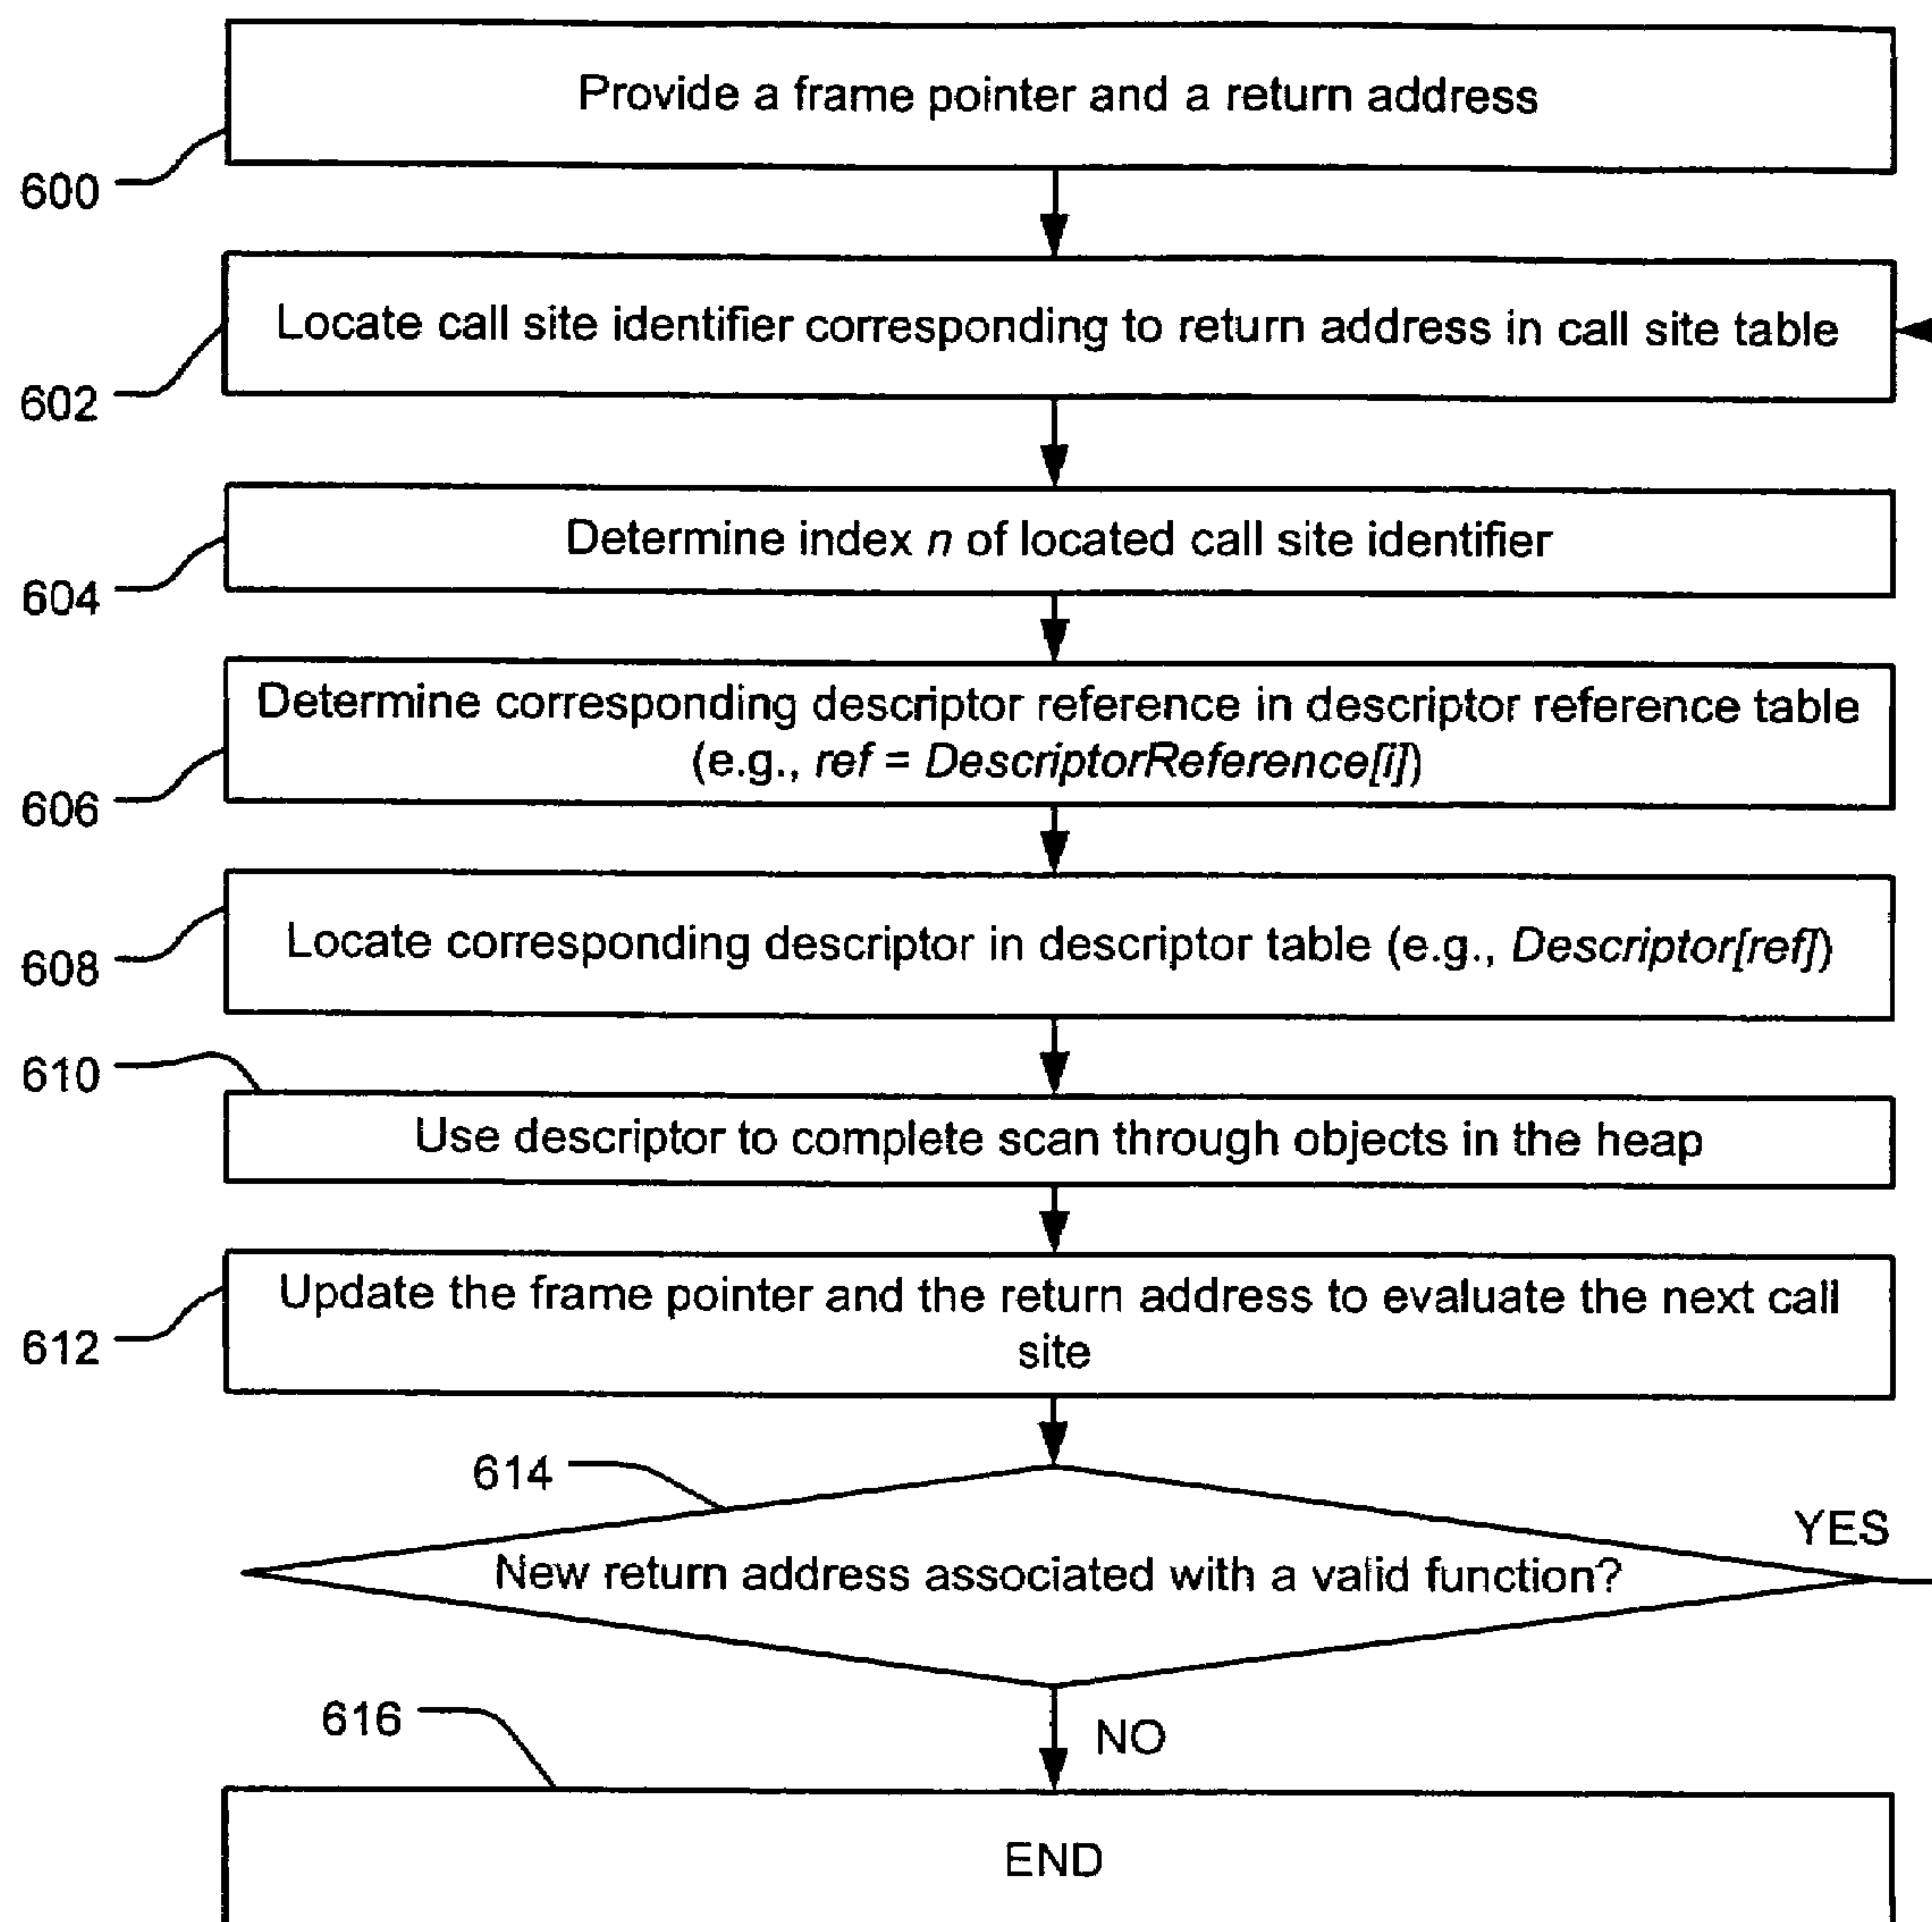 Provide a frame pointer and a return address
600
Locate call site identifier corresponding to return address in call site table
602
Determine index n of located call site identifier
604
Determine corresponding descriptor reference in descriptor reference table
(e.g., ref = DescriptorReference[i])
606
Locate corresponding descriptor in descriptor table (e.g., Descriptor[ref])
608
610
Use descriptor to complete scan through objects in the heap
Update the frame pointer and the return address to evaluate the next call
site
612
614
YES
New return address associated with a valid function?
616
NO
END